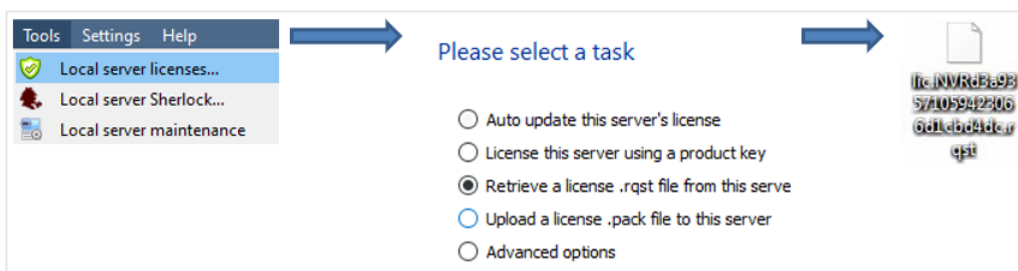 Tools Settings Help
Local server licenses...
Local server Sherlock...
Local server maintenance
Please select a task
Auto update this server's license
License this server using a product key
Retrieve a license .rqst file from this serve
Upload a license .pack file to this server
Advanced options
lic.NVRd3a93
57105942306
6d1cbd4dc.r
qst